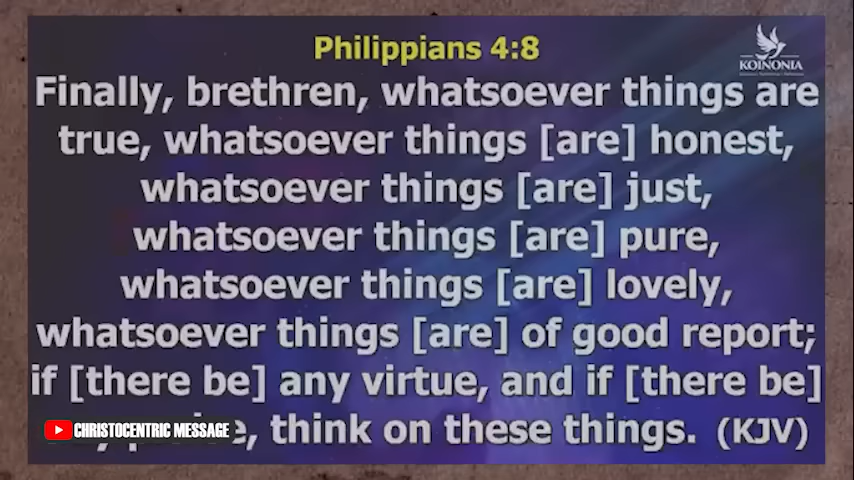 Philippians 4:8
KOINONIA
Finally, brethren, whatsoever things are
true, whatsoever things [are] honest,
whatsoever things [are] just,
whatsoever things [are] pure,
whatsoever things [are] lovely,
whatsoever things [are] of good report;
if [there be] any virtue, and if [there be]
think on these things. (KJV)
CHRISTOCENTRIC MESSAGE